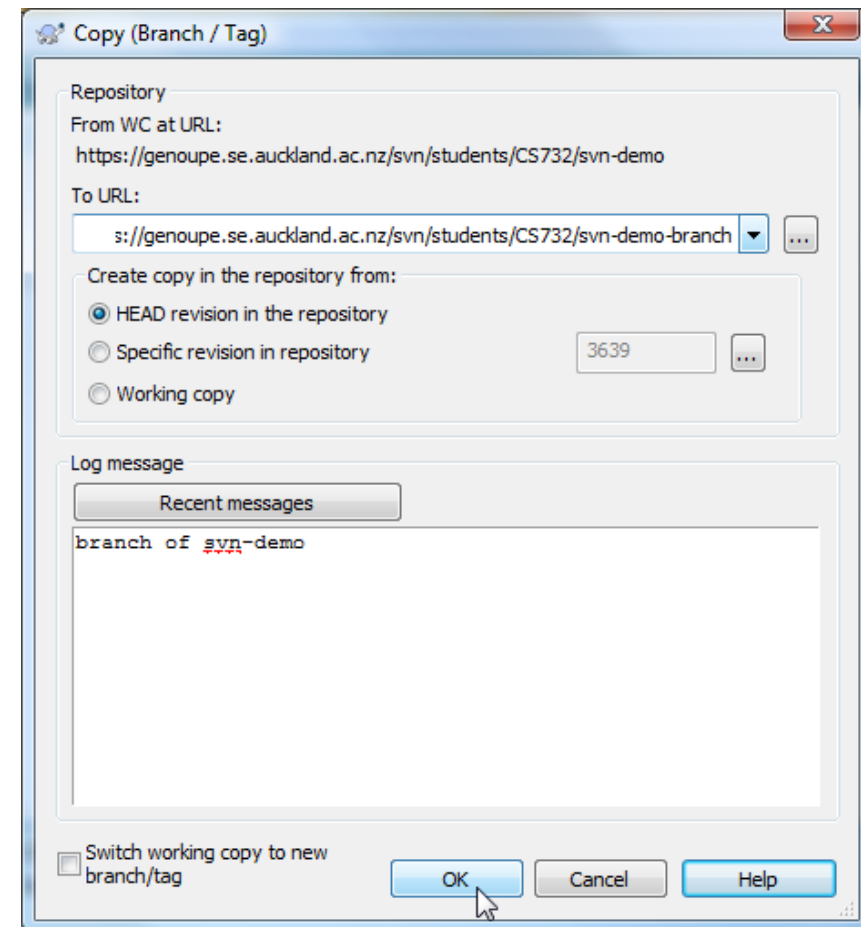 Copy (Branch / Tag)
Repository
From WC at URL:
https://genoupe.se.auckland.ac.nz/svn/students/CS732/svn-demo
To URL:
s://genoupe.se.auckland.ac.nz/svn/students/CS732/svn-demo-branch
...
Create copy in the repository from:
HEAD revision in the repository
Specific revision in repository
3639
...
Working copy
Log message
Recent messages
branch of svn-demo
Switch working copy to new
branch/tag
OK
Cancel
Help